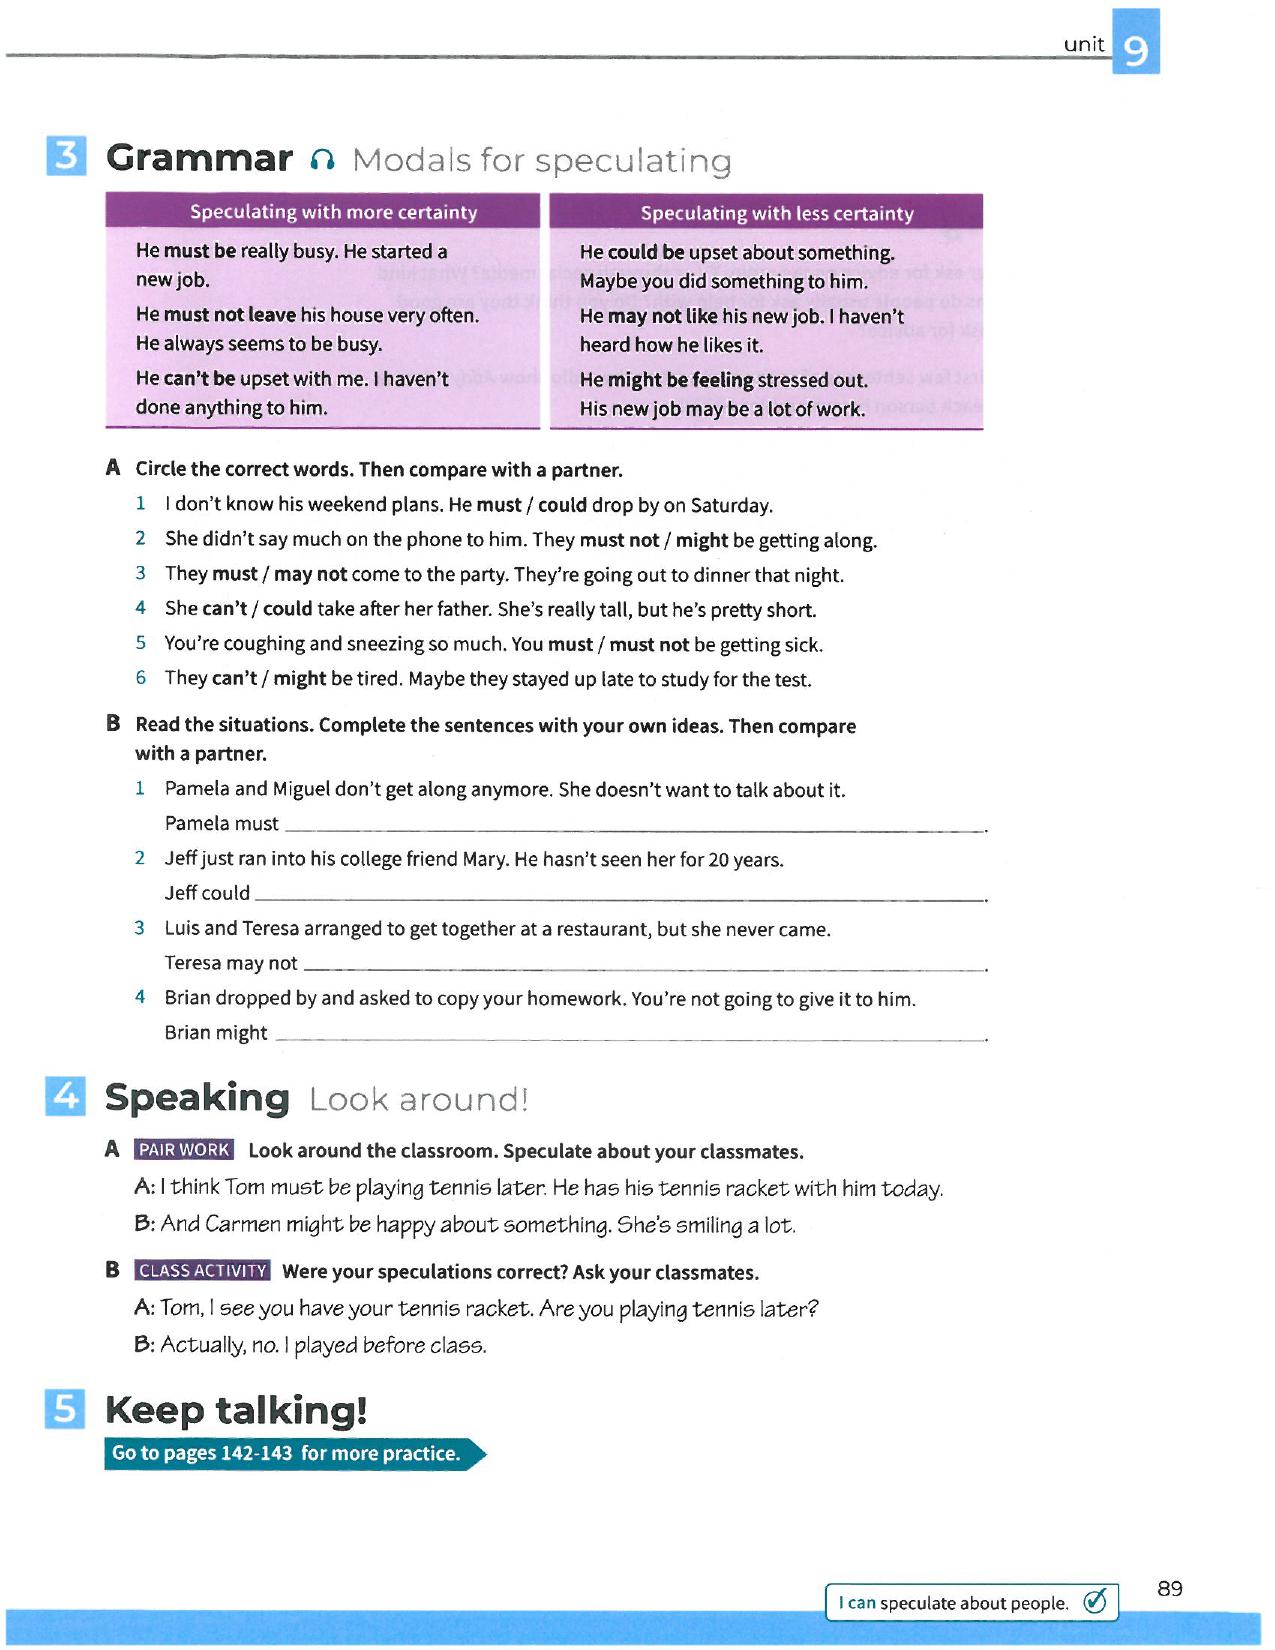 unit 9
3 Grammar Modals for speculating
Speculating with more certainty
He must be really busy. He started a
new job.
He must not leave his house very often.
He always seems to be busy.
He can't be upset with me. I haven't
done anything to him.
Speculating with less certainty
He could be upset about something.
Maybe you did something to him.
He may not like his new job. I haven't
heard how he likes it.
He might be feeling stressed out.
His new job may be a lot of work.
A Circle the correct words. Then compare with a partner.
1 I don't know his weekend plans. He must / could drop by on Saturday.
2 She didn't say much on the phone to him. They must not / might be getting along.
3 They must / may not come to the party. They're going out to dinner that night.
4 She can't / could take after her father. She's really tall, but he's pretty short.
5 You're coughing and sneezing so much. You must / must not be getting sick.
6 They can't / might be tired. Maybe they stayed up late to study for the test.
B Read the situations. Complete the sentences with your own ideas. Then compare
with a partner.
1 Pamela and Miguel don't get along anymore. She doesn't want to talk about it.
Pamela must ______.
2 Jeff just ran into his college friend Mary. He hasn't seen her for 20 years.
Jeff could ______.
3 Luis and Teresa arranged to get together at a restaurant, but she never came.
Teresa may not ______.
4 Brian dropped by and asked to copy your homework. You're not going to give it to him.
Brian might ______.
4 Speaking Look around!
A PAIR WORK Look around the classroom. Speculate about your classmates.
A: I think Tom must be playing tennis later. He has his tennis racket with him today.
B: And Carmen might be happy about something. She's smiling a lot.
B CLASS ACTIVITY Were your speculations correct? Ask your classmates.
A: Tom, I see you have your tennis racket. Are you playing tennis later?
B: Actually, no. I played before class.
5 Keep talking!
Go to pages 142-143 for more practice.
I can speculate about people.
89